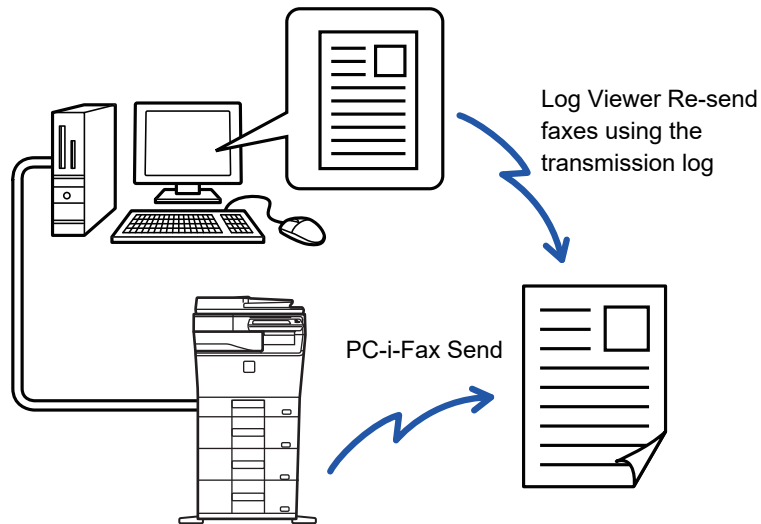 Log Viewer Re-send
faxes using the
transmission log
PC-i-Fax Send